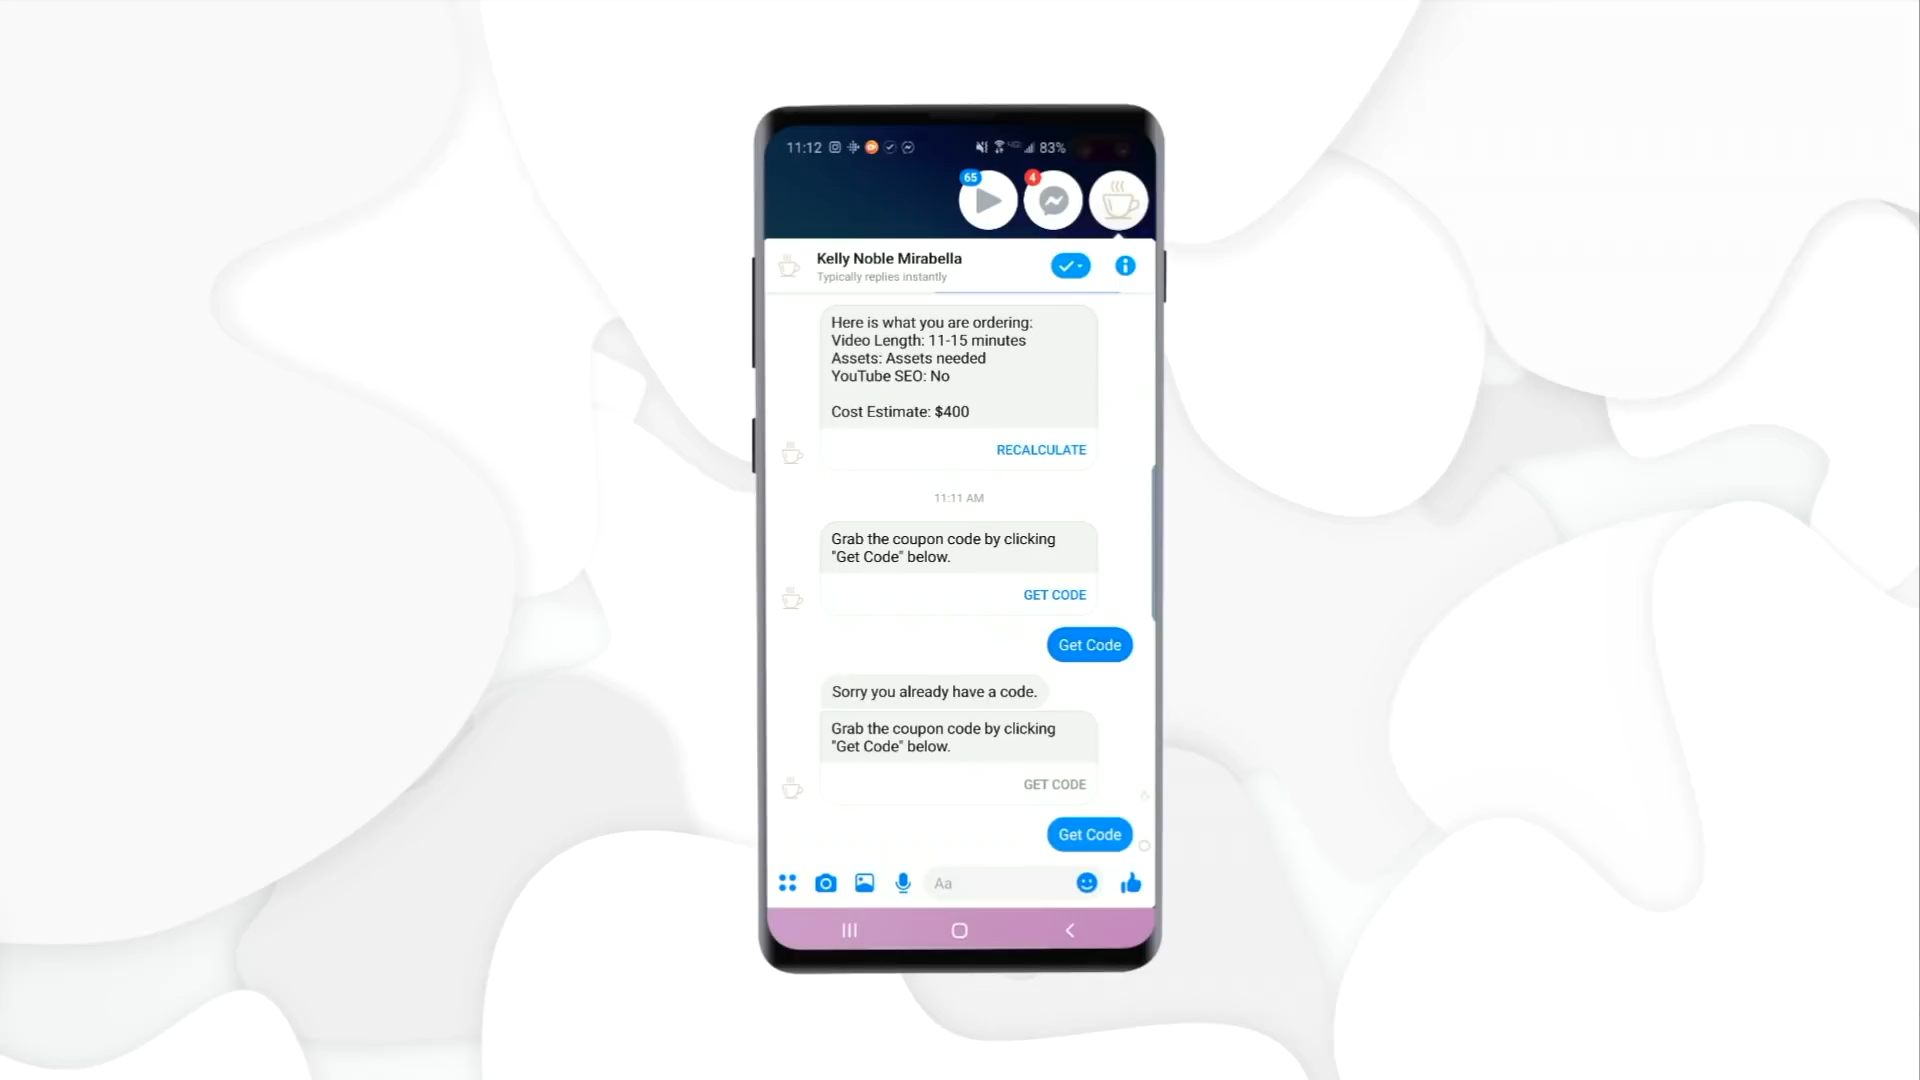 11:12
83%
65
4
Kelly Noble Mirabella
Typically replies instantly
Here is what you are ordering:
Video Length: 11-15 minutes
Assets: Assets needed
YouTube SEO: No
Cost Estimate: $400
RECALCULATE
11:11 AM
Grab the coupon code by clicking
"Get Code" below.
GET CODE
Get Code
Sorry you already have a code.
Grab the coupon code by clicking
"Get Code" below.
GET CODE
Get Code
Aa